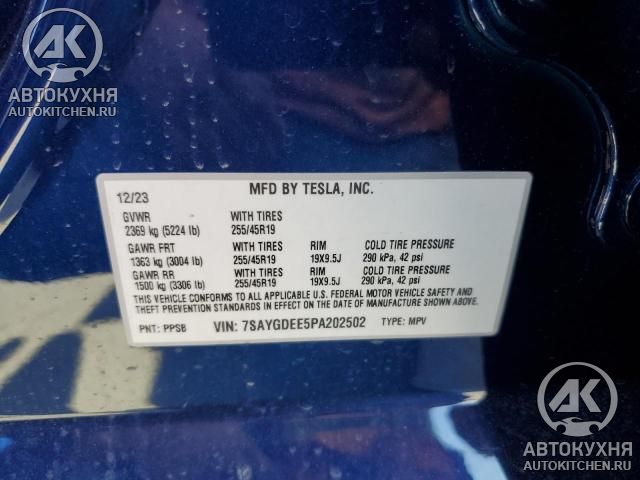 АК
АВТОКУХНЯ
AUTOKITCHEN.RU
12/23 MFD BY TESLA, INC.
GVWR WITH TIRES
2369 kg (5224 lb) 255/45R19
GAWR FRT WITH TIRES RIM COLD TIRE PRESSURE
1363 kg (3004 lb) 255/45R19 19X9.5J 290 kPa, 42 psi
GAWR RR WITH TIRES RIM COLD TIRE PRESSURE
1500 kg (3306 lb) 255/45R19 19X9.5J 290 kPa, 42 psi
THIS VEHICLE CONFORMS TO ALL APPLICABLE U.S. FEDERAL MOTOR VEHICLE SAFETY AND
THEFT PREVENTION STANDARDS IN EFFECT ON THE DATE OF MANUFACTURE SHOWN ABOVE.
PNT: PPSB VIN: 7SAYGDEE5PA202502 TYPE: MPV
АК
АВТОКУХНЯ
AUTOKITCHEN.RU